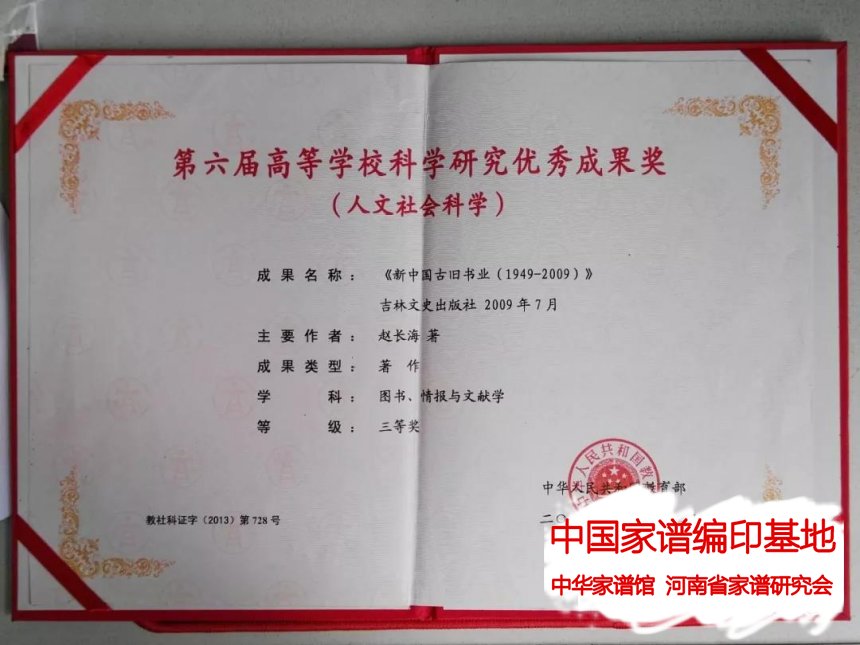 第六届高等学校科学研究优秀成果奖
（人文社会科学）
成果名称：《新中国古旧书业（1949-2009）》
吉林文史出版社 2009年7月
主要作者：赵长海 著
成果类型：著 作
学 科：图书、情报与文献学
等 级：三等奖
中华人民共和国教育部
二〇
教社科证字（2013）第728号
中国家谱编印基地
中华家谱馆 河南省家谱研究会